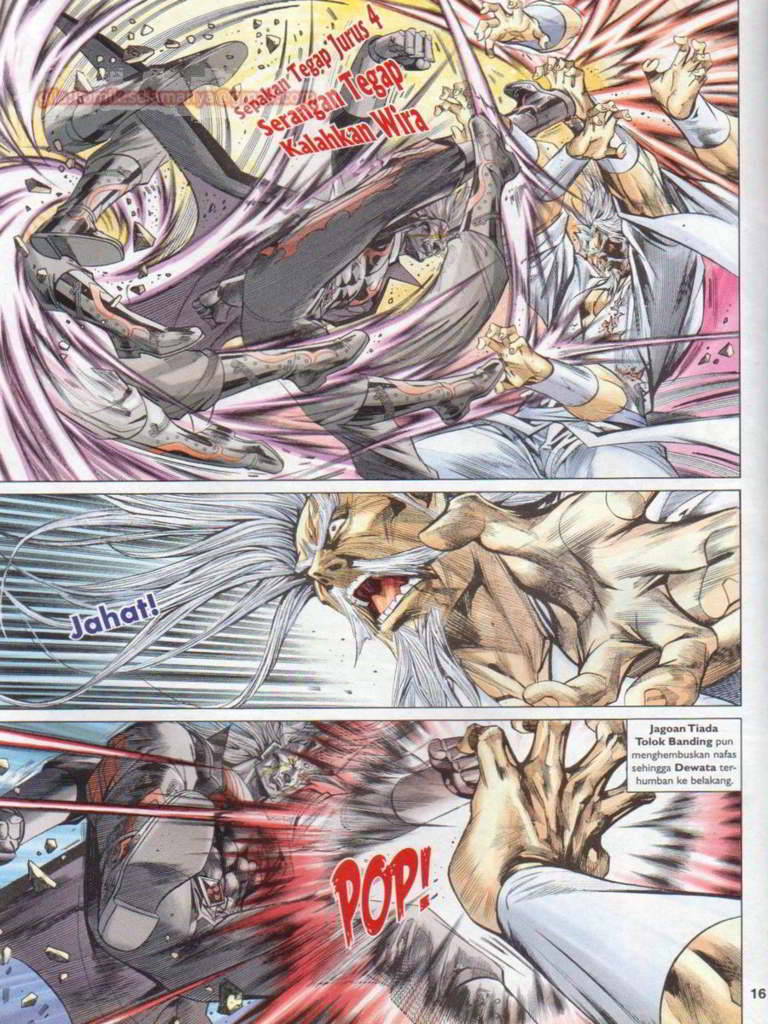 Sepakan Tegap Jurus 4
Serangan Tegap
Kalahkan Wira
Jahat!
Jagoan Tiada
Tolok Banding pun
menghembuskan nafas
sehingga Dewata ter-
humban ke belakang.
POP!
16